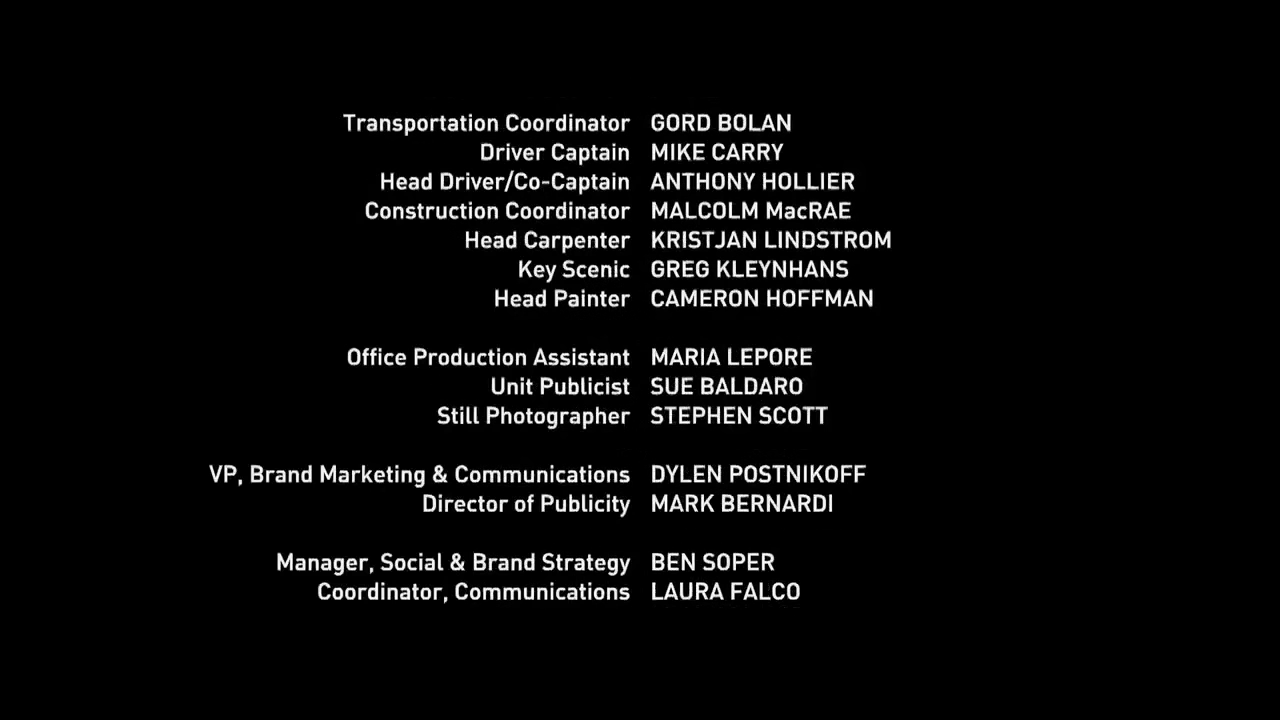 Transportation Coordinator GORD BOLAN
Driver Captain MIKE CARRY
Head Driver/Co-Captain ANTHONY HOLLIER
Construction Coordinator MALCOLM MacRAE
Head Carpenter KRISTJAN LINDSTROM
Key Scenic GREG KLEYNHANS
Head Painter CAMERON HOFFMAN
Office Production Assistant MARIA LEPORE
Unit Publicist SUE BALDARO
Still Photographer STEPHEN SCOTT
VP, Brand Marketing & Communications DYLEN POSTNIKOFF
Director of Publicity MARK BERNARDI
Manager, Social & Brand Strategy BEN SOPER
Coordinator, Communications LAURA FALCO